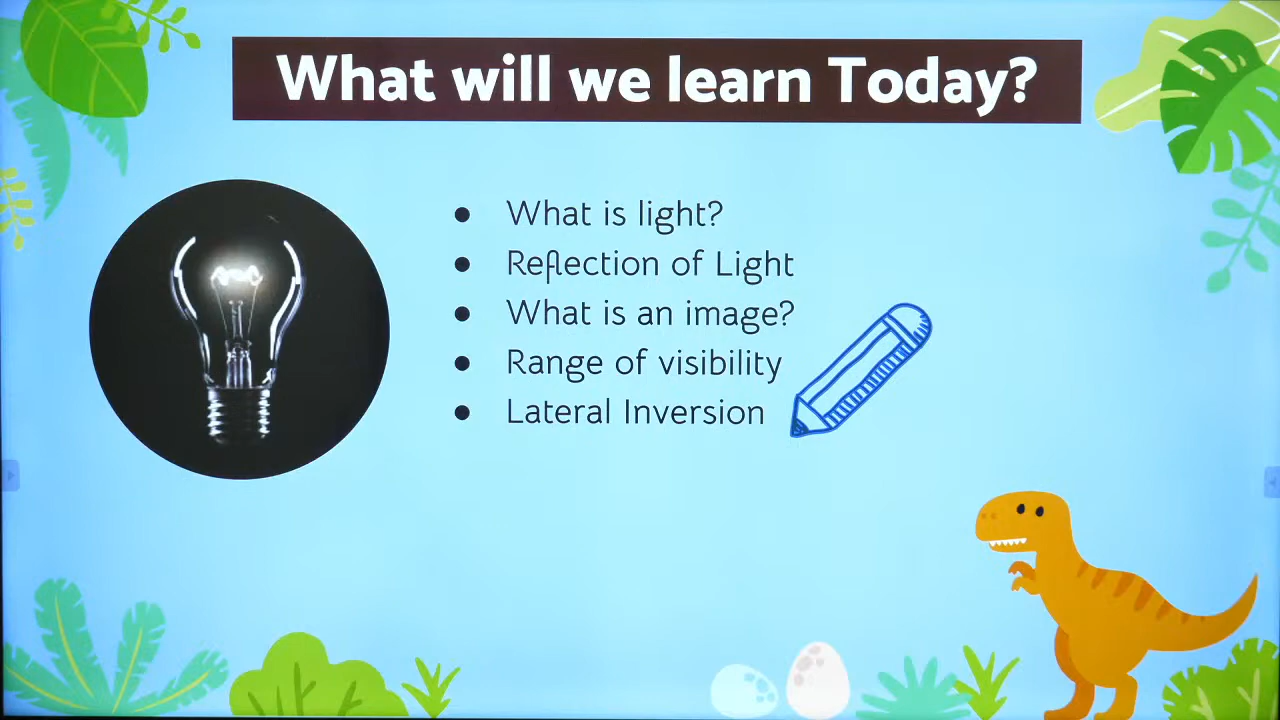 What will we learn Today?
● What is light?
● Reflection of Light
● What is an image?
● Range of visibility
● Lateral Inversion